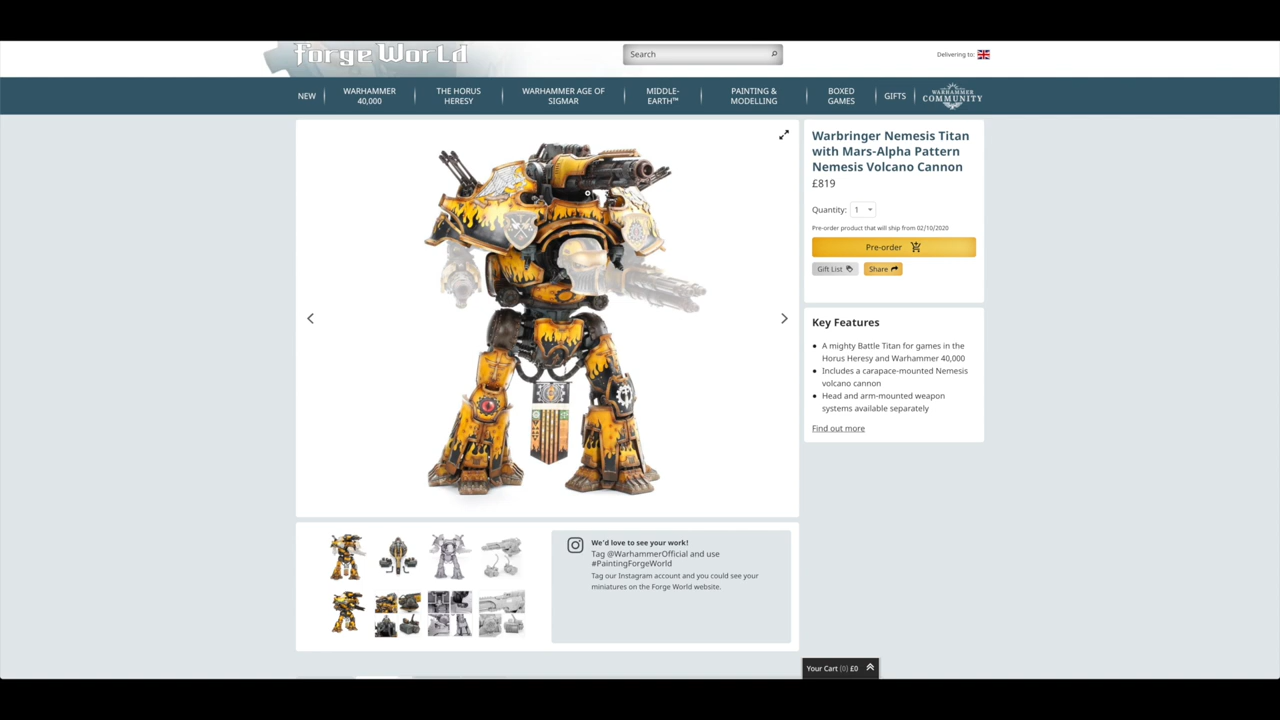 Forge World
Search
Delivering to:
NEW
WARHAMMER
40,000
THE HORUS
HERESY
WARHAMMER AGE OF
SIGMAR
MIDDLE-
EARTH™
PAINTING &
MODELLING
BOXED
GAMES
GIFTS
WARHAMMER
COMMUNITY
Warbringer Nemesis Titan
with Mars-Alpha Pattern
Nemesis Volcano Cannon
£819
Quantity: 1
Pre-order product that will ship from 02/10/2020
Pre-order
Gift List
Share
Key Features
A mighty Battle Titan for games in the
Horus Heresy and Warhammer 40,000
Includes a carapace-mounted Nemesis
volcano cannon
Head and arm-mounted weapon
systems available separately
Find out more
We'd love to see your work!
Tag @WarhammerOfficial and use
#PaintingForgeWorld
Tag our Instagram account and you could see your
miniatures on the Forge World website.
Your Cart (0) £0